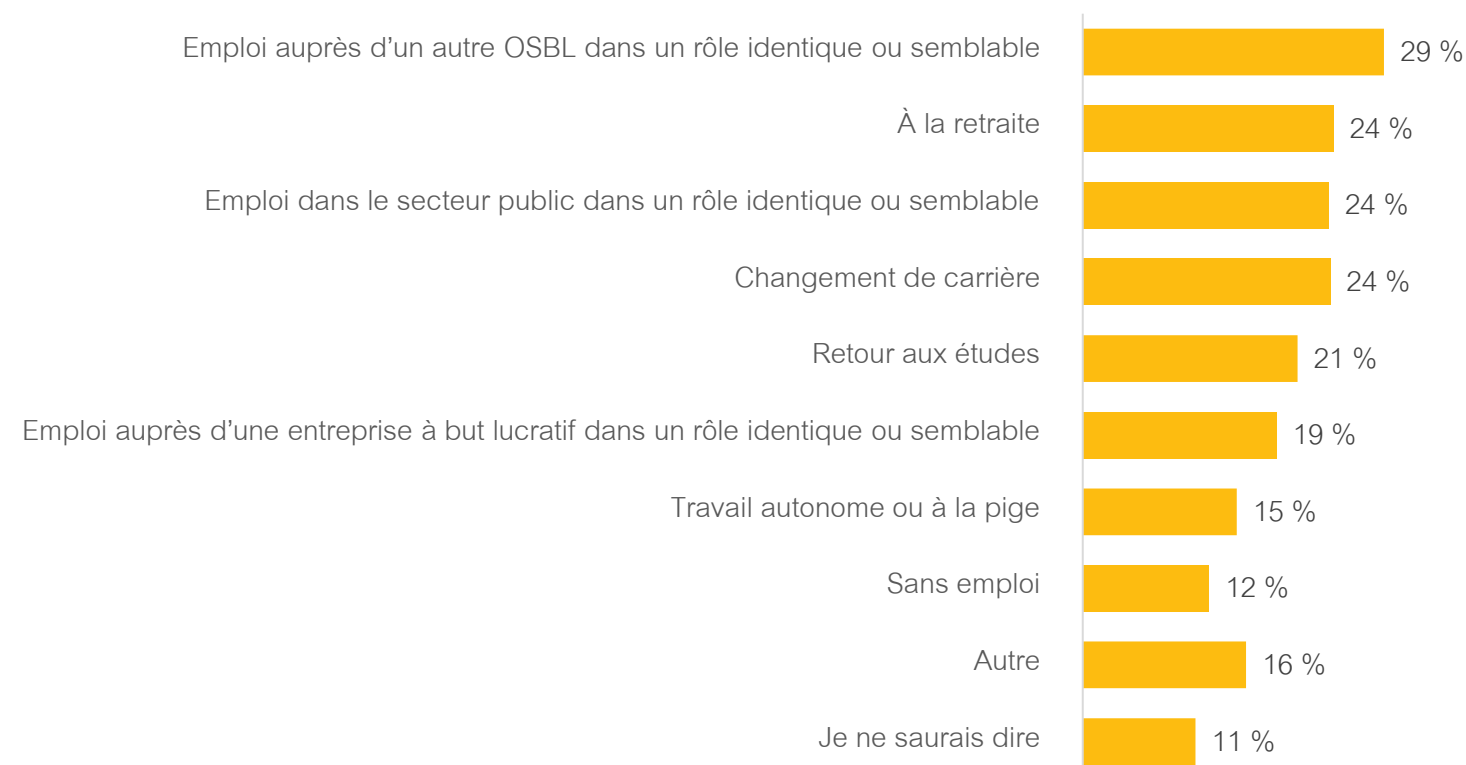 Emploi auprès d’un autre OSBL dans un rôle identique ou semblable 29 %
À la retraite 24 %
Emploi dans le secteur public dans un rôle identique ou semblable 24 %
Changement de carrière 24 %
Retour aux études 21 %
Emploi auprès d’une entreprise à but lucratif dans un rôle identique ou semblable 19 %
Travail autonome ou à la pige 15 %
Sans emploi 12 %
Autre 16 %
Je ne saurais dire 11 %